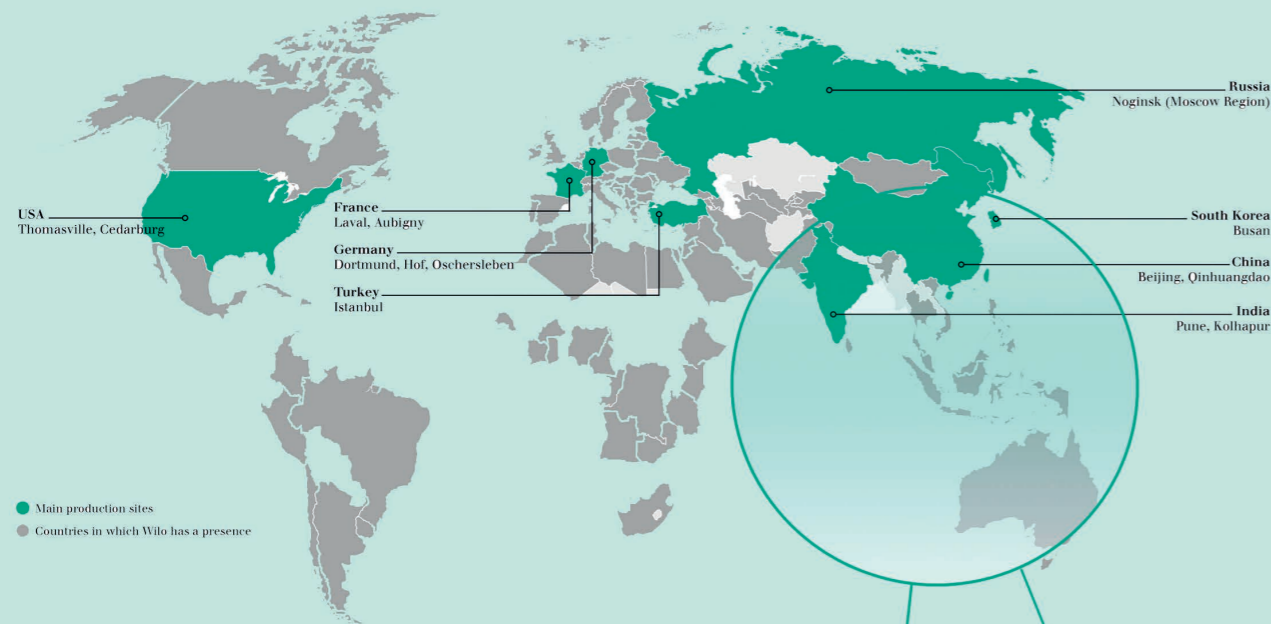 USA
Thomasville, Cedarburg
France
Laval, Aubigny
Germany
Dortmund, Hof, Oschersleben
Turkey
Istanbul
Russia
Noginsk (Moscow Region)
South Korea
Busan
China
Beijing, Qinhuangdao
India
Pune, Kolhapur
Main production sites
Countries in which Wilo has a presence